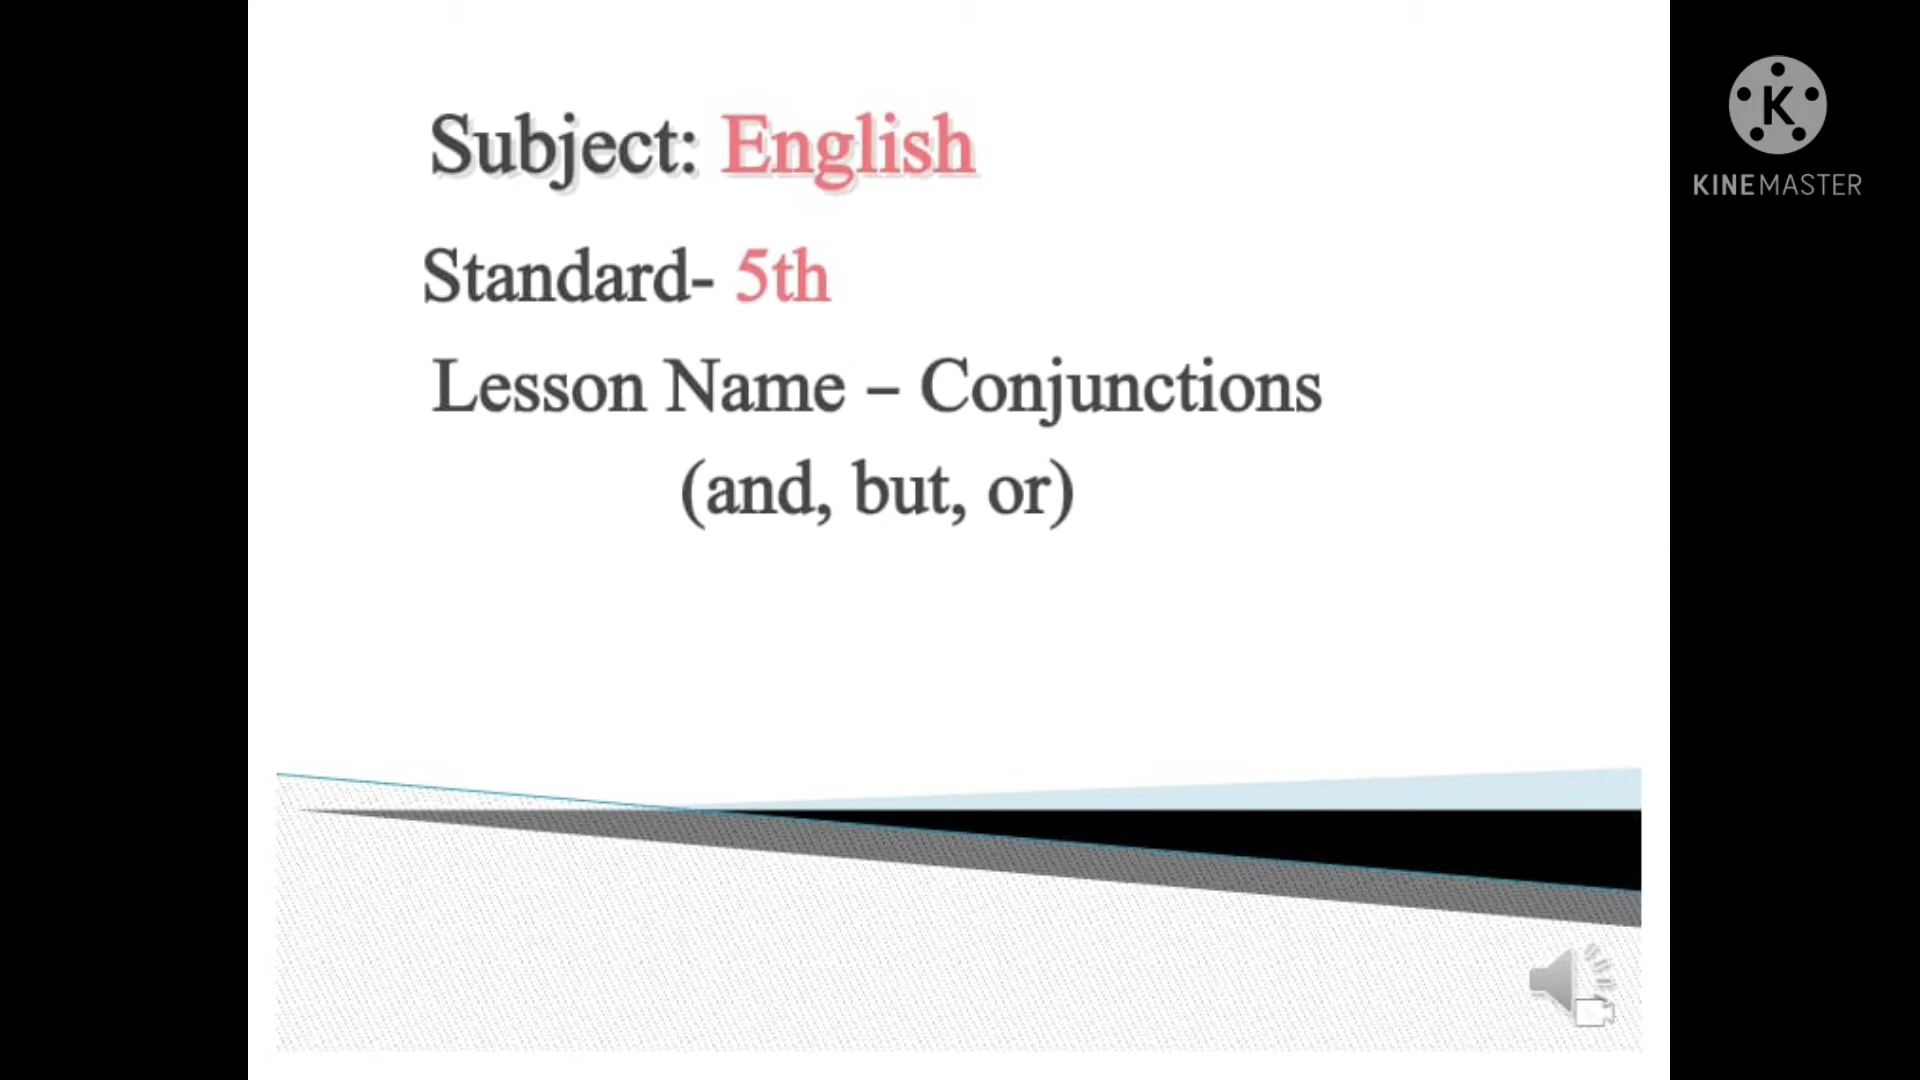 Subject: English
Standard- 5th
Lesson Name – Conjunctions
(and, but, or)
K
KINEMASTER